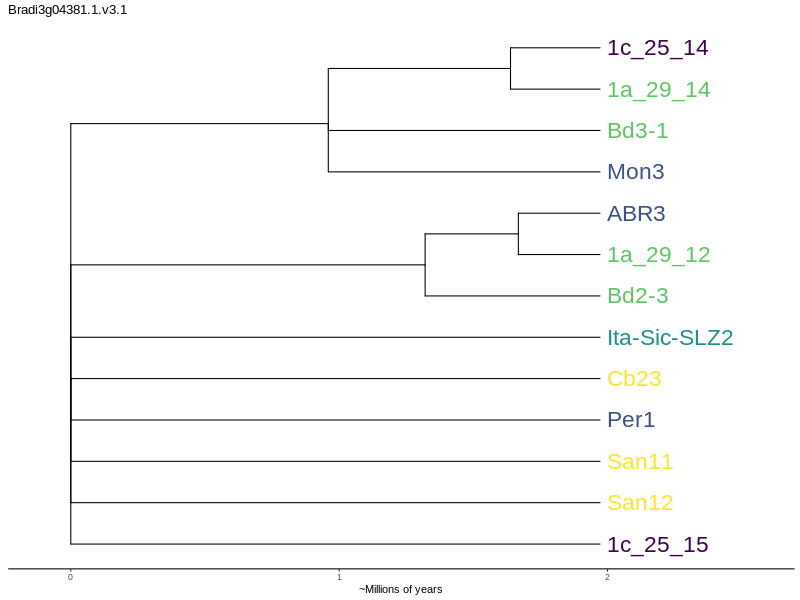 Bradi3g04381.1.v3.1
1c_25_14
1a_29_14
Bd3-1
Mon3
ABR3
1a_29_12
Bd2-3
Ita-Sic-SLZ2
Cb23
Per1
San11
San12
1c_25_15
0 1 2
~Millions of years